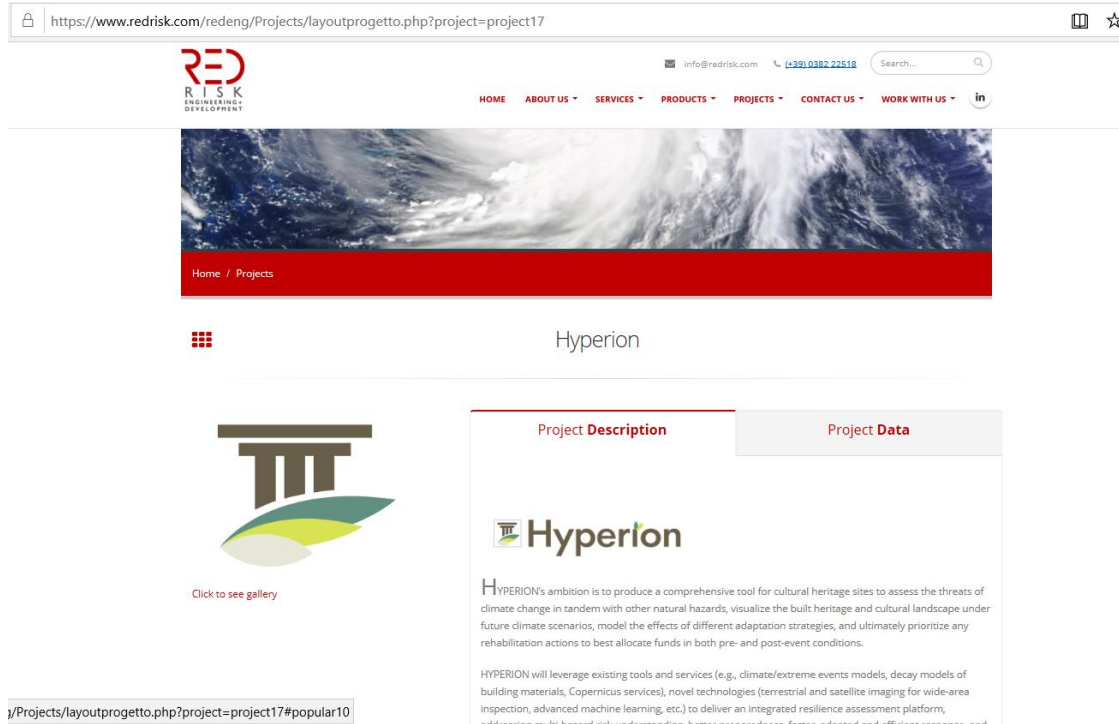 https://www.redrisk.com/redeng/Projects/layoutprogetto.php?project=project17
RED
RISK
ENGINEERING+
DEVELOPMENT
info@redrisk.com (+39) 0382 22518 Search...
HOME ABOUT US SERVICES PRODUCTS PROJECTS CONTACT US WORK WITH US in
Home / Projects
Hyperion
Project Description Project Data
Hyperion
Click to see gallery
HYPERION's ambition is to produce a comprehensive tool for cultural heritage sites to assess the threats of
climate change in tandem with other natural hazards, visualize the built heritage and cultural landscape under
future climate scenarios, model the effects of different adaptation strategies, and ultimately prioritize any
rehabilitation actions to best allocate funds in both pre- and post-event conditions.
HYPERION will leverage existing tools and services (e.g., climate/extreme events models, decay models of
building materials, Copernicus services), novel technologies (terrestrial and satellite imaging for wide-area
inspection, advanced machine learning, etc.) to deliver an integrated resilience assessment platform,
/Projects/layoutprogetto.php?project=project17#popular10